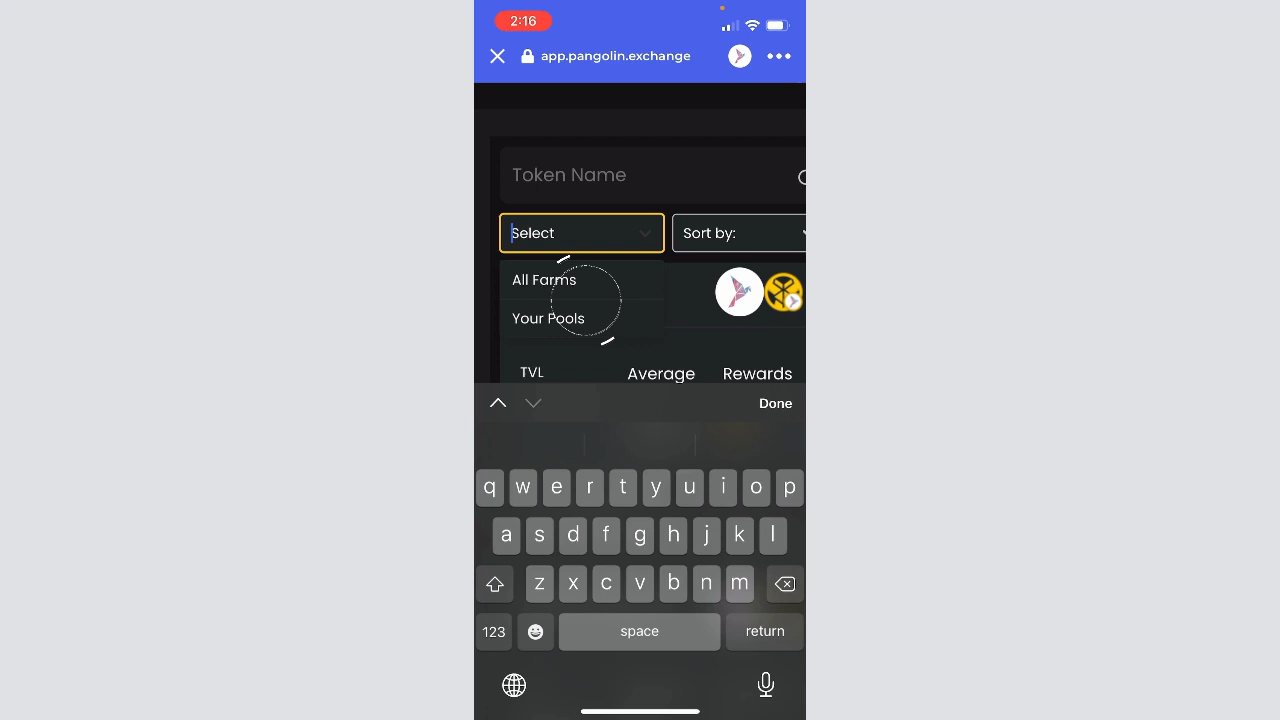 2:16
app.pangolin.exchange
Token Name
Select
Sort by:
All Farms
Your Pools
TVL
Average
Rewards
Done
q w e r t y u i o p
a s d f g h j k l
z x c v b n m
123
space
return